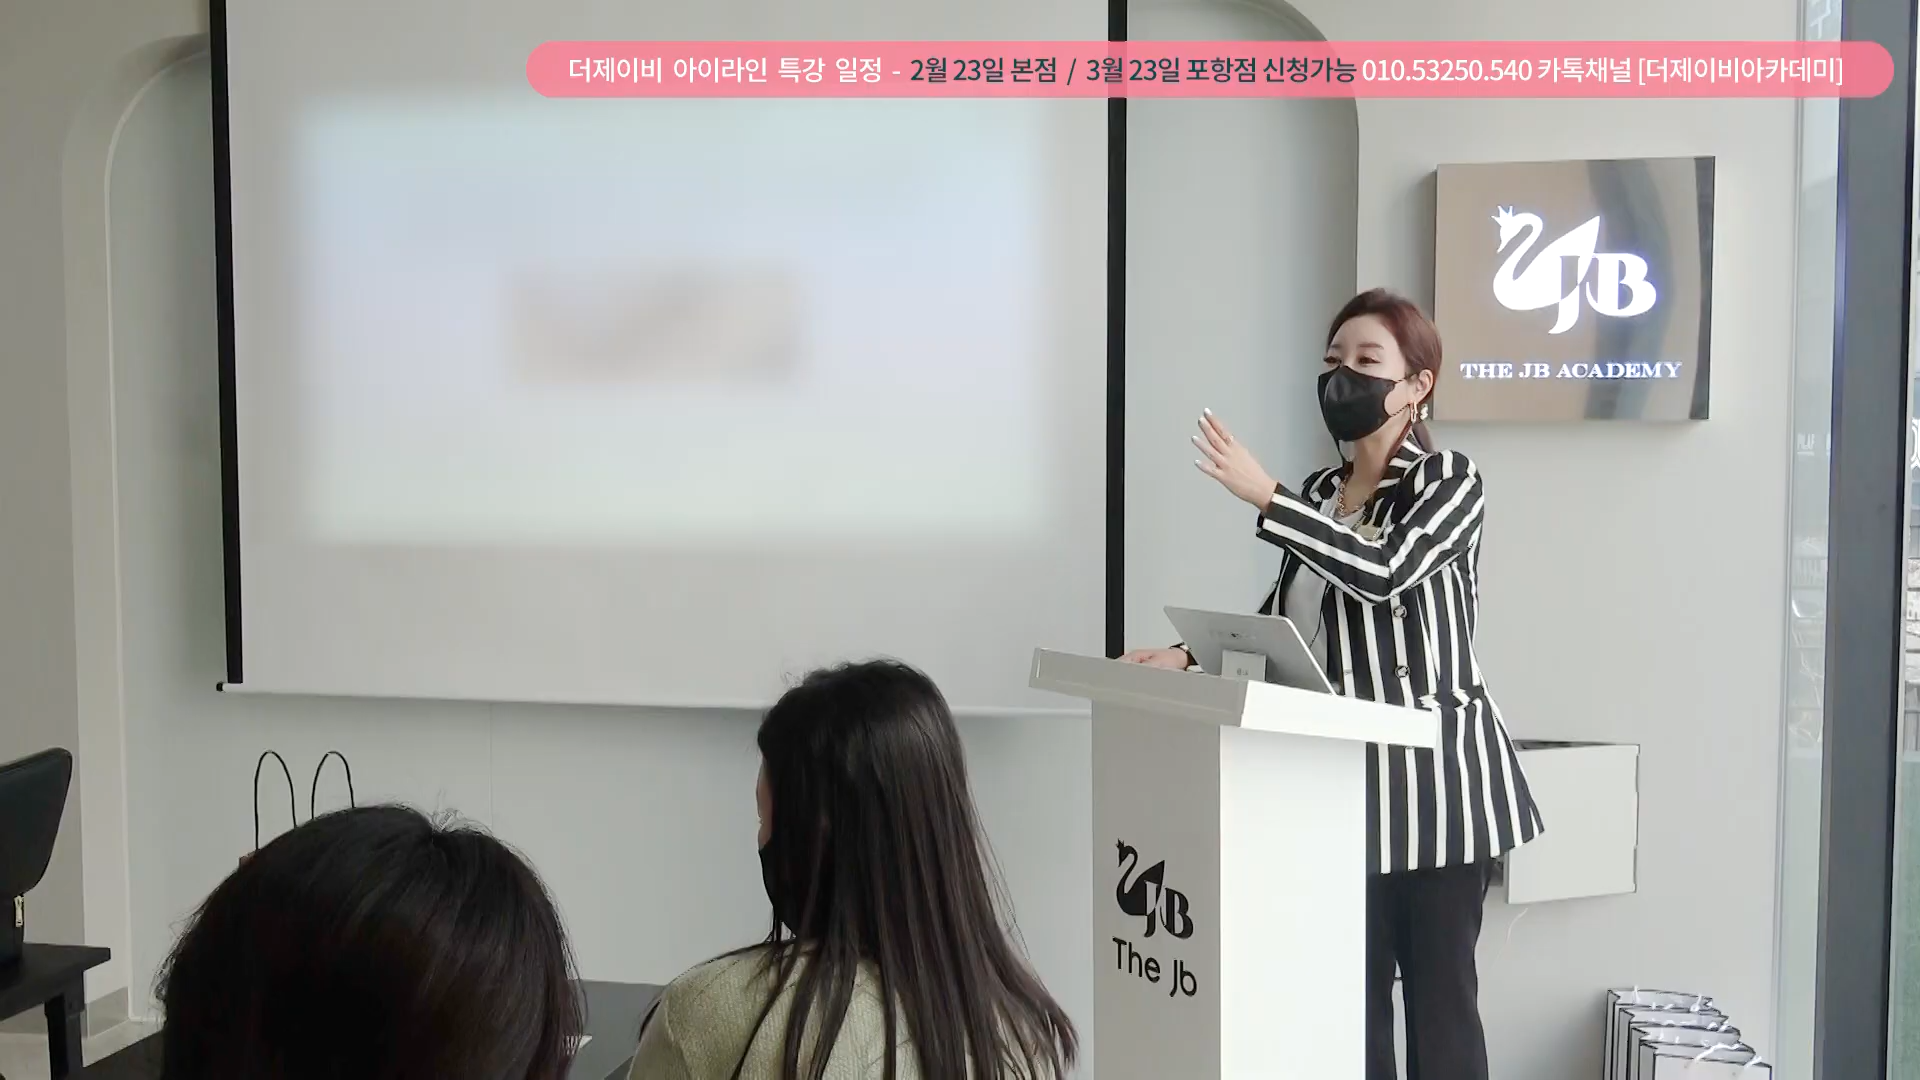 더제이비 아이라인 특강 일정 - 2월 23일 본점 / 3월 23일 포항점 신청가능 010.53250.540 카톡채널 [더제이비아카데미]
JB
THE JB ACADEMY
JB
The Jb